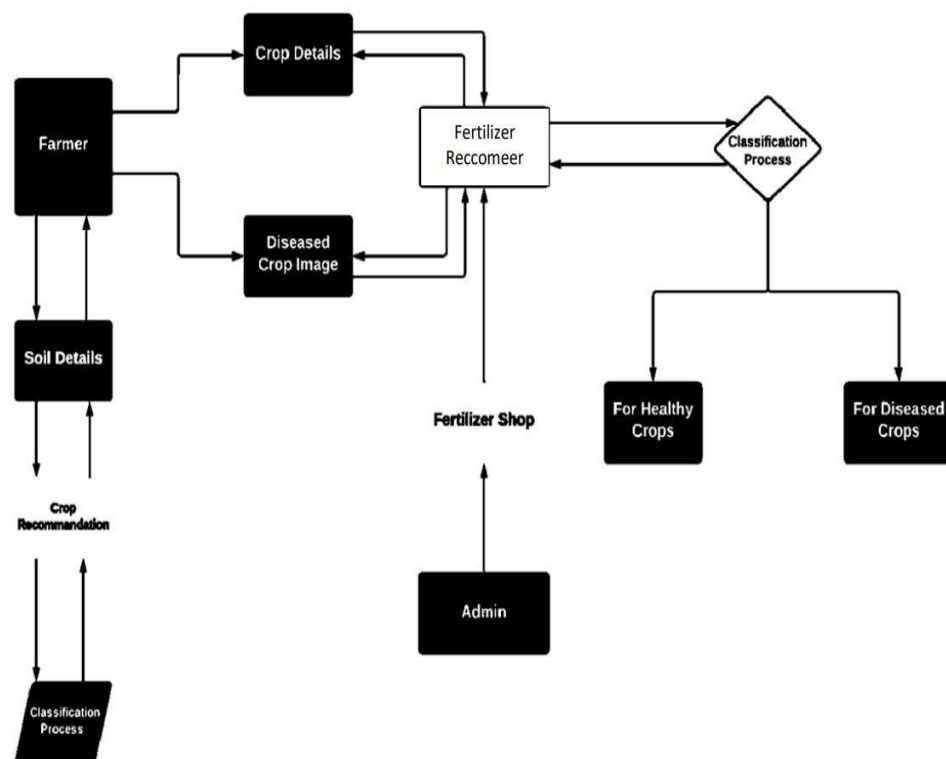 Crop Details
Farmer
Fertilizer
Reccomeer
Classification
Process
Diseased
Crop Image
Soil Details
For Healthy
Crops
For Diseased
Crops
Fertilizer Shop
Crop
Recommandation
Admin
Classification
Process